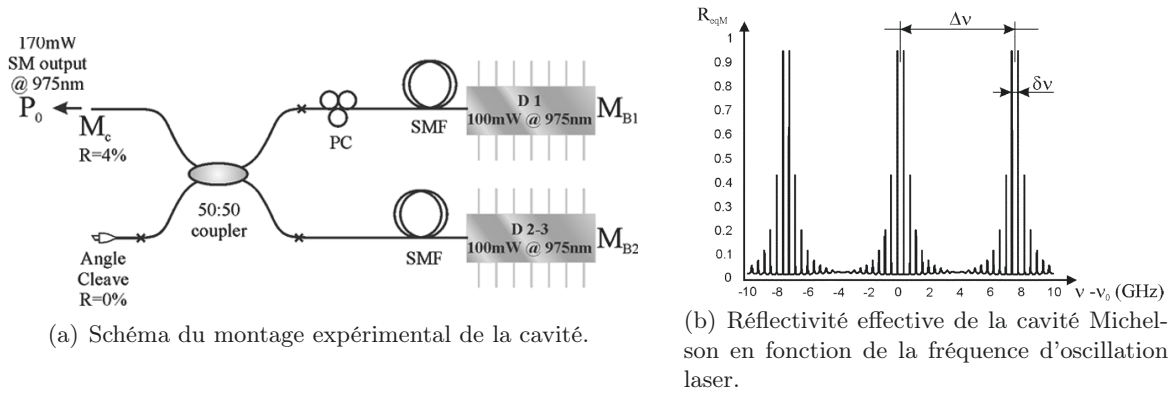 170mW
SM output
@ 975nm
P₀
M_c
R=4%
50:50
coupler
Angle
Cleave
R=0%
PC
SMF
D 1
100mW @ 975nm
M_B1
SMF
D 2-3
100mW @ 975nm
M_B2
(a) Schéma du montage expérimental de la cavité.
R_eqM
Δν
δν
1
0.9
0.8
0.7
0.6
0.5
0.4
0.3
0.2
0.1
0
-10 -8 -6 -4 -2 0 2 4 6 8 10
ν -ν₀ (GHz)
(b) Réflectivité effective de la cavité Michel-
son en fonction de la fréquence d'oscillation
laser.